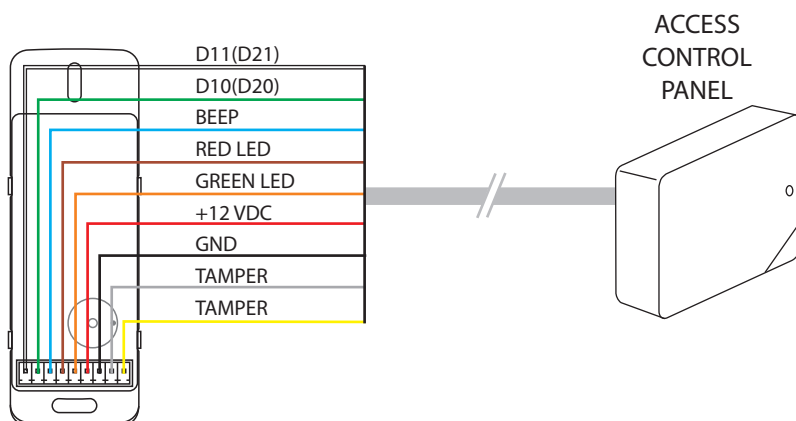 D11(D21)
D10(D20)
BEEP
RED LED
GREEN LED
+12 VDC
GND
TAMPER
TAMPER
ACCESS
CONTROL
PANEL